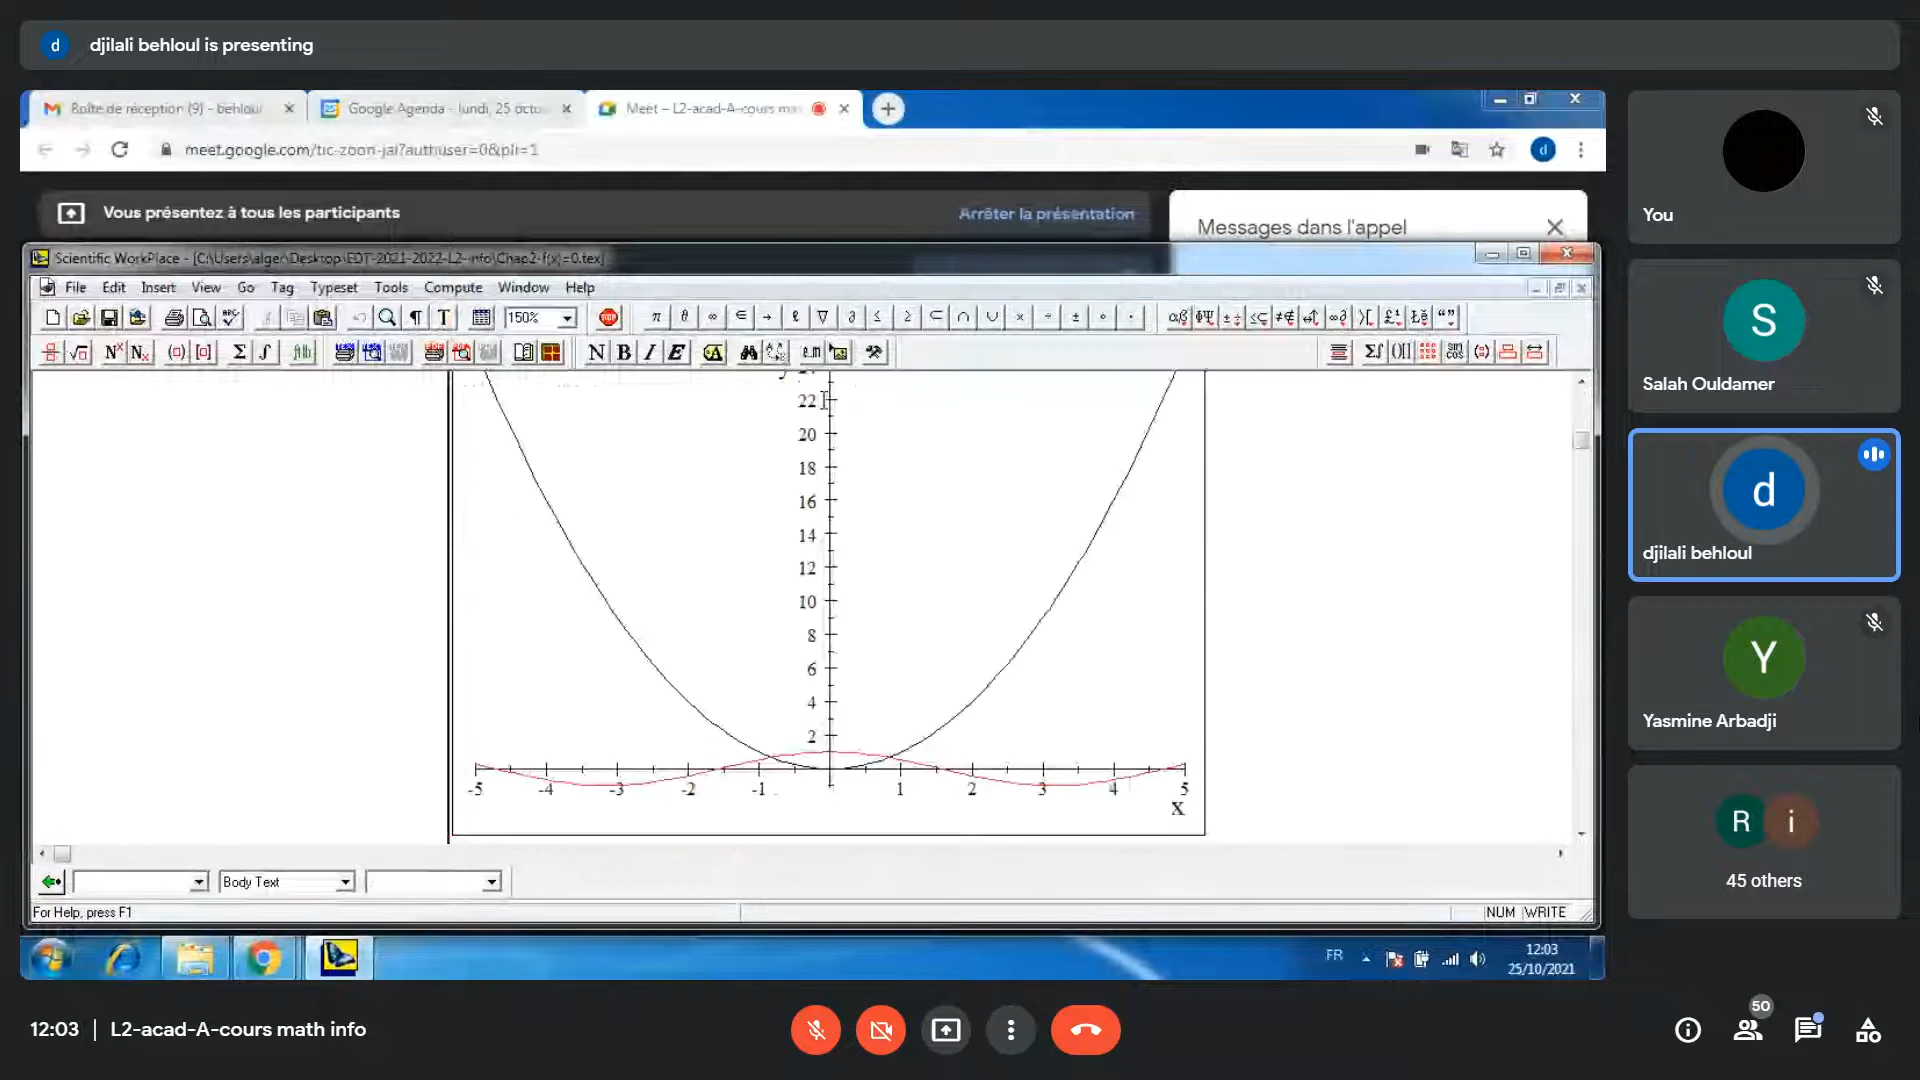 d djilali behloul is presenting
Boîte de réception (9) - behloul
Google Agenda - lundi, 25 octo
Meet – L2-acad-A-cours ma
meet.google.com/tic-zoon-jai?authuser=0&pli=1
d
Vous présentez à tous les participants
Arrêter la présentation
Messages dans l'appel
Scientific WorkPlace - [C:\Users\alger\Desktop\EDT-2021-2022-L2-info\Chap2-f(x)=0.tex]
File Edit Insert View Go Tag Typeset Tools Compute Window Help
150%
STOP
N B I E
22
20
18
16
14
12
10
8
6
4
2
-5 -4 -3 -2 -1 1 2 3 4 5
X
Body Text
For Help, press F1
NUM WRITE
FR
12:03
25/10/2021
You
S
Salah Ouldamer
d
djilali behloul
Y
Yasmine Arbadji
R i
45 others
12:03 | L2-acad-A-cours math info
50